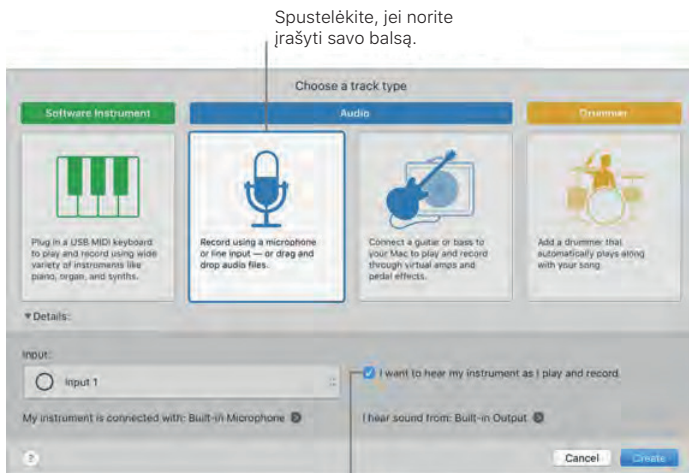 Spustelėkite, jei norite
įrašyti savo balsą.
Choose a track type
Software Instrument
Audio
Drummer
Plug in a USB MIDI keyboard
to play and record using wide
variety of instruments like
piano, organ, and synths.
Record using a microphone
or line input — or drag and
drop audio files.
Connect a guitar or bass to
your Mac to play and record
through virtual amps and
pedal effects.
Add a drummer that
automatically plays along
with your song.
Details:
Input:
Input 1
I want to hear my instrument as I play and record.
My instrument is connected with: Built-in Microphone
I hear sound from: Built-in Output
?
Cancel
Create